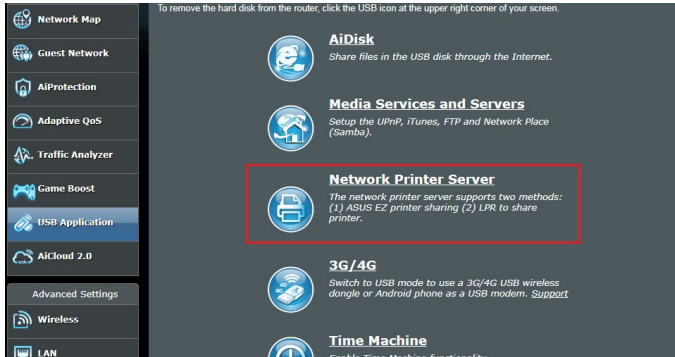 To remove the hard disk from the router, click the USB icon at the upper right corner of your screen.
Network Map
Guest Network
AiProtection
Adaptive QoS
Traffic Analyzer
Game Boost
USB Application
AiCloud 2.0
Advanced Settings
Wireless
LAN
AiDisk
Share files in the USB disk through the Internet.
Media Services and Servers
Setup the UPnP, iTunes, FTP and Network Place
(Samba).
Network Printer Server
The network printer server supports two methods:
(1) ASUS EZ printer sharing (2) LPR to share
printer.
3G/4G
Switch to USB mode to use a 3G/4G USB wireless
dongle or Android phone as a USB modem. Support
Time Machine
Enable Time Machine functionality